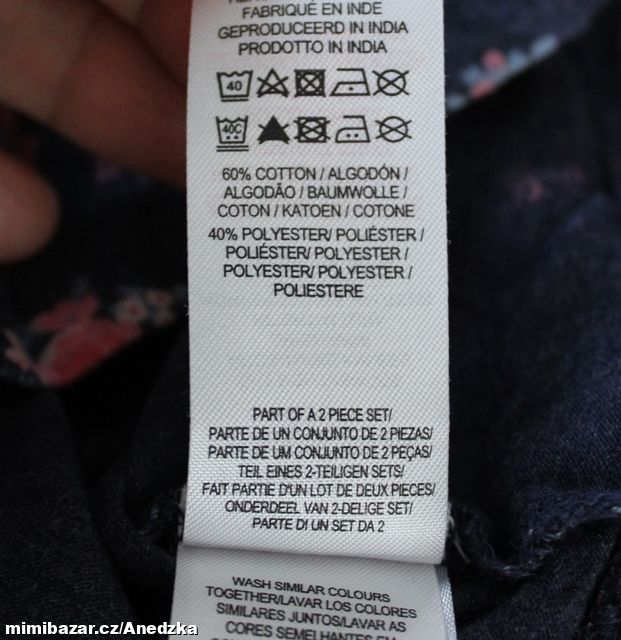 FABRIQUÉ EN INDE
GEPRODUCEERD IN INDIA
PRODOTTO IN INDIA
40
40C
60% COTTON / ALGODÓN /
ALGODÃO / BAUMWOLLE /
COTON / KATOEN / COTONE
40% POLYESTER/ POLIÉSTER /
POLIÉSTER/ POLYESTER /
POLYESTER/ POLYESTER /
POLIESTERE
PART OF A 2 PIECE SET/
PARTE DE UN CONJUNTO DE 2 PIEZAS/
PARTE DE UM CONJUNTO DE 2 PEÇAS/
TEIL EINES 2-TEILIGEN SETS/
FAIT PARTIE D'UN LOT DE DEUX PIECES/
ONDERDEEL VAN 2-DELIGE SET/
PARTE DI UN SET DA 2
WASH SIMILAR COLOURS
TOGETHER/LAVAR LOS COLORES
SIMILARES JUNTOS/LAVAR AS
CORES SEMELHANTES EM
mimibazar.cz/Anedzka